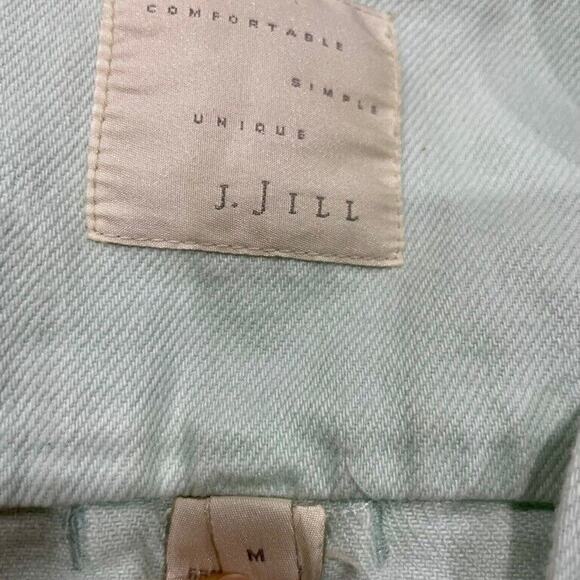 COMFORTABLE
SIMPLE
UNIQUE
J. JILL
M